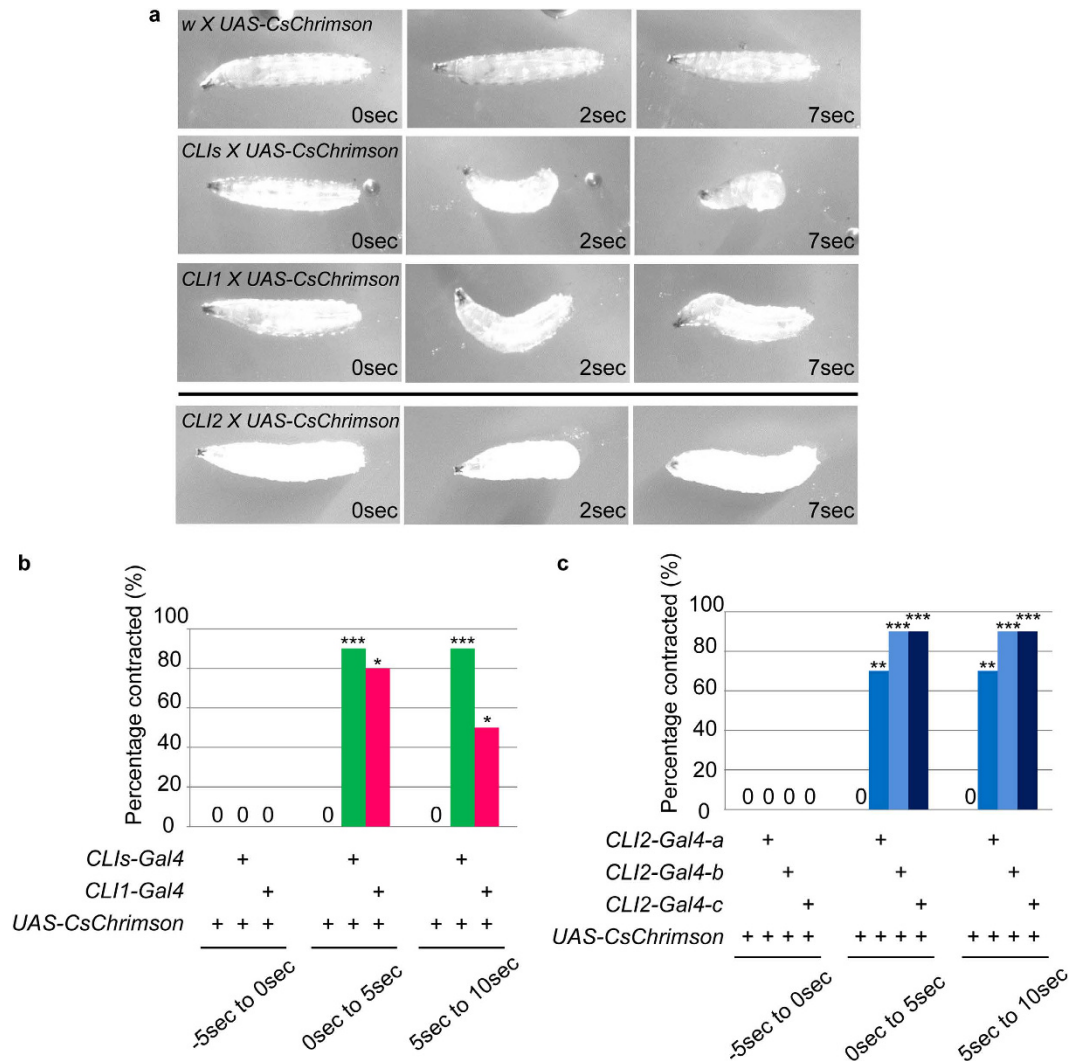 a
w X UAS-CsChrimson
0sec 2sec 7sec
CLIs X UAS-CsChrimson
0sec 2sec 7sec
CLI1 X UAS-CsChrimson
0sec 2sec 7sec
CLI2 X UAS-CsChrimson
0sec 2sec 7sec
b
Percentage contracted (%)
100
80
60
40
20
0
0 0 0 0 *** * 0 *** *
CLIs-Gal4 + + +
CLI1-Gal4 + + +
UAS-CsChrimson + + + + + + + + +
-5sec to 0sec
0sec to 5sec
5sec to 10sec
c
Percentage contracted (%)
100
80
60
40
20
0
0 0 0 0 0 ** *** *** 0 ** *** ***
CLI2-Gal4-a + + +
CLI2-Gal4-b + + +
CLI2-Gal4-c + + +
UAS-CsChrimson + + + + + + + + + + + +
-5sec to 0sec
0sec to 5sec
5sec to 10sec